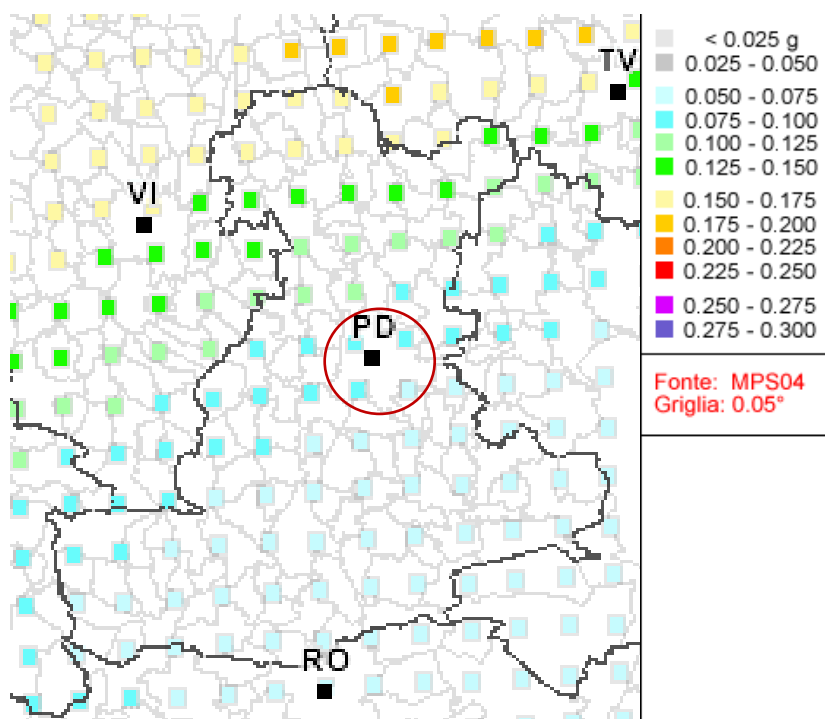 TV
VI
PD
RO
< 0.025 g
0.025 - 0.050
0.050 - 0.075
0.075 - 0.100
0.100 - 0.125
0.125 - 0.150
0.150 - 0.175
0.175 - 0.200
0.200 - 0.225
0.225 - 0.250
0.250 - 0.275
0.275 - 0.300
Fonte: MPS04
Griglia: 0.05°